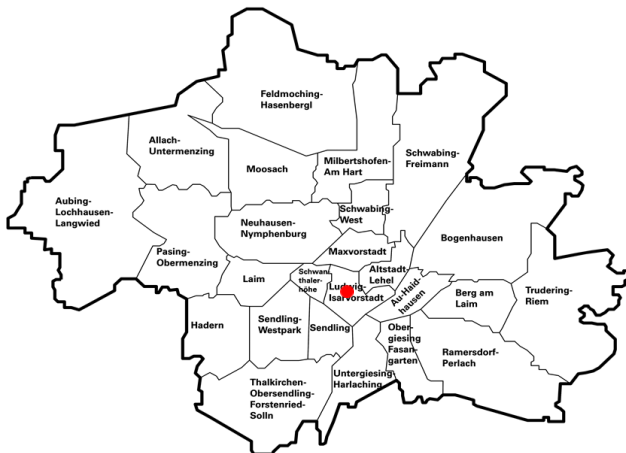 Feldmoching-
Hasenbergl
Allach-
Untermenzing
Moosach
Milbertshofen-
Am Hart
Schwabing-
Freimann
Aubing-
Lochhausen-
Langwied
Pasing-
Obermenzing
Neuhausen-
Nymphenburg
Schwabing-
West
Maxvorstadt
Bogenhausen
Laim
Schwan
thaler-
höhe
Ludwig-
Isarvorstadt
Altstadt-
Lehel
Au-Haid-
hausen
Berg am
Laim
Trudering-
Riem
Hadern
Sendling-
Westpark
Sendling
Ober-
giesing
Fasan-
garten
Ramersdorf-
Perlach
Untergiesing-
Harlaching
Thalkirchen-
Obersendling-
Forstenried-
Solln